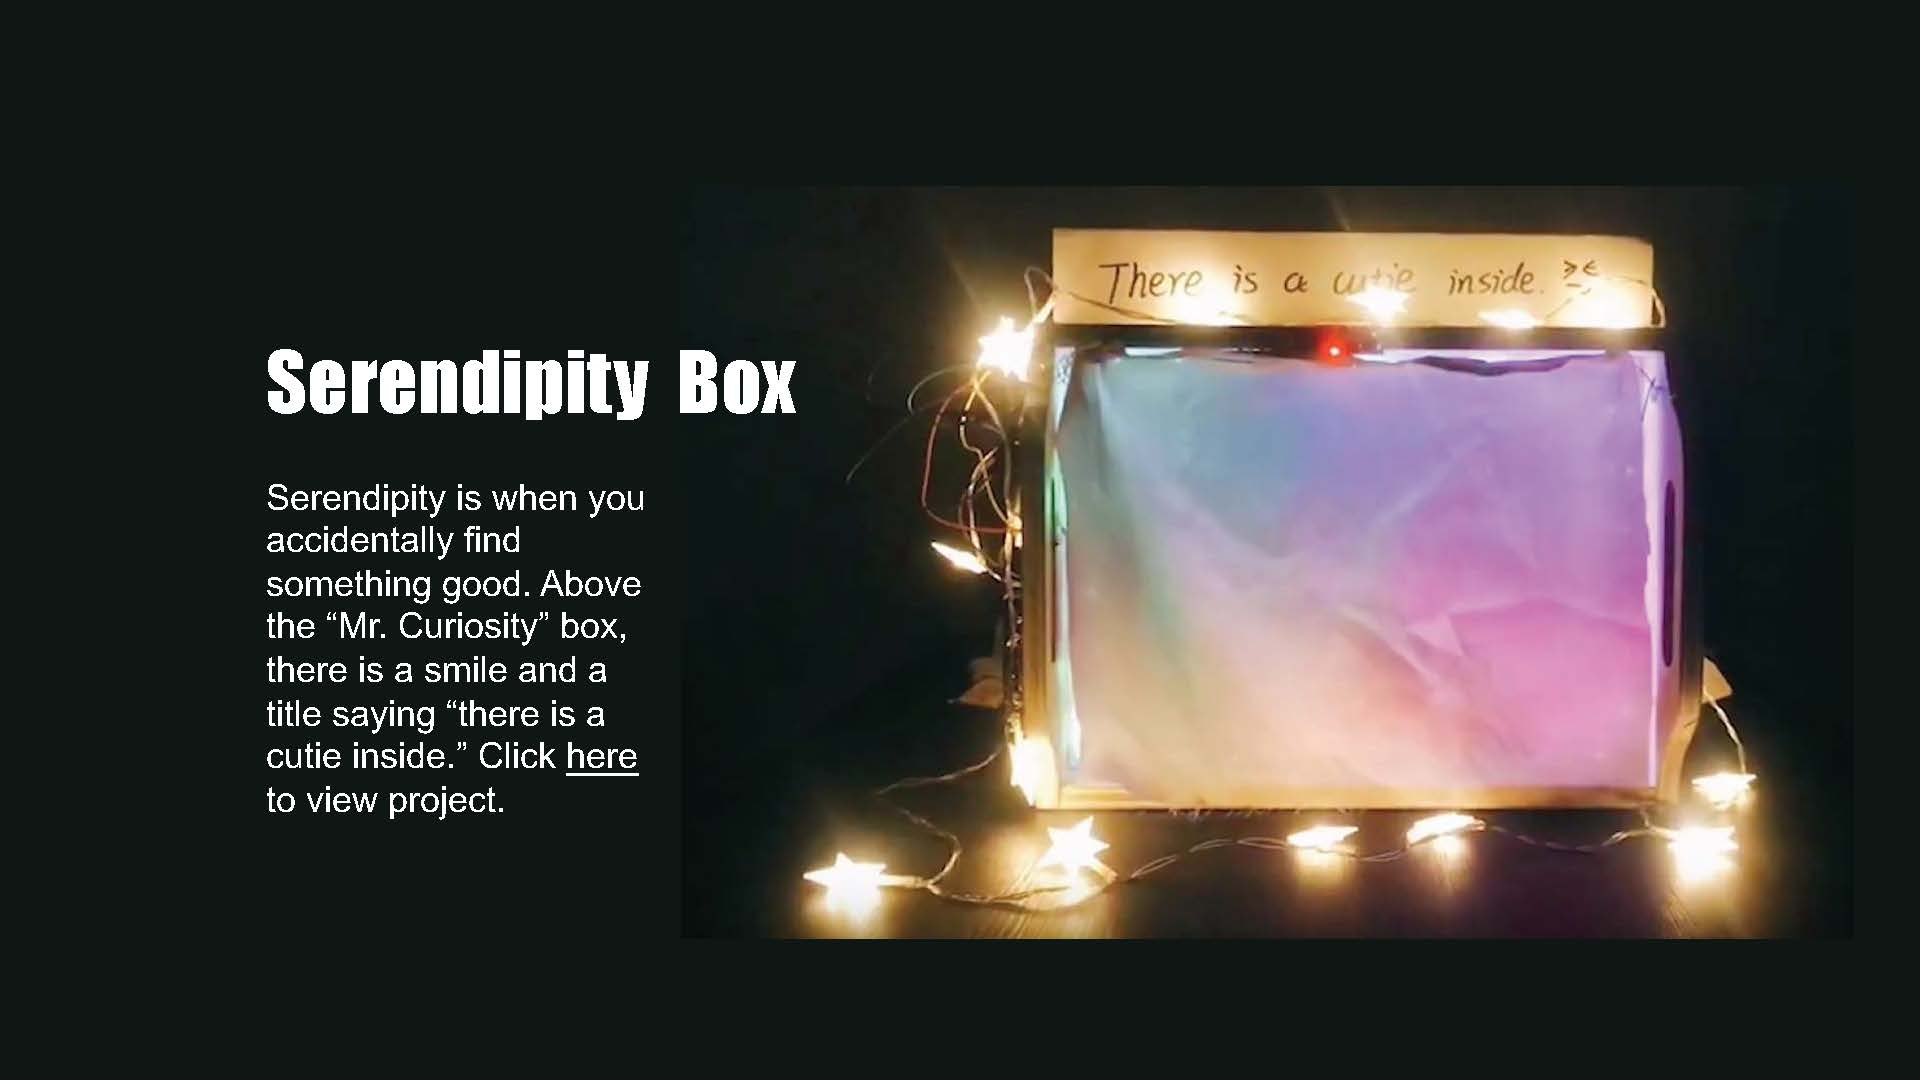 There is a cutie inside. ><
Serendipity Box
Serendipity is when you
accidentally find
something good. Above
the “Mr. Curiosity” box,
there is a smile and a
title saying “there is a
cutie inside.” Click here
to view project.